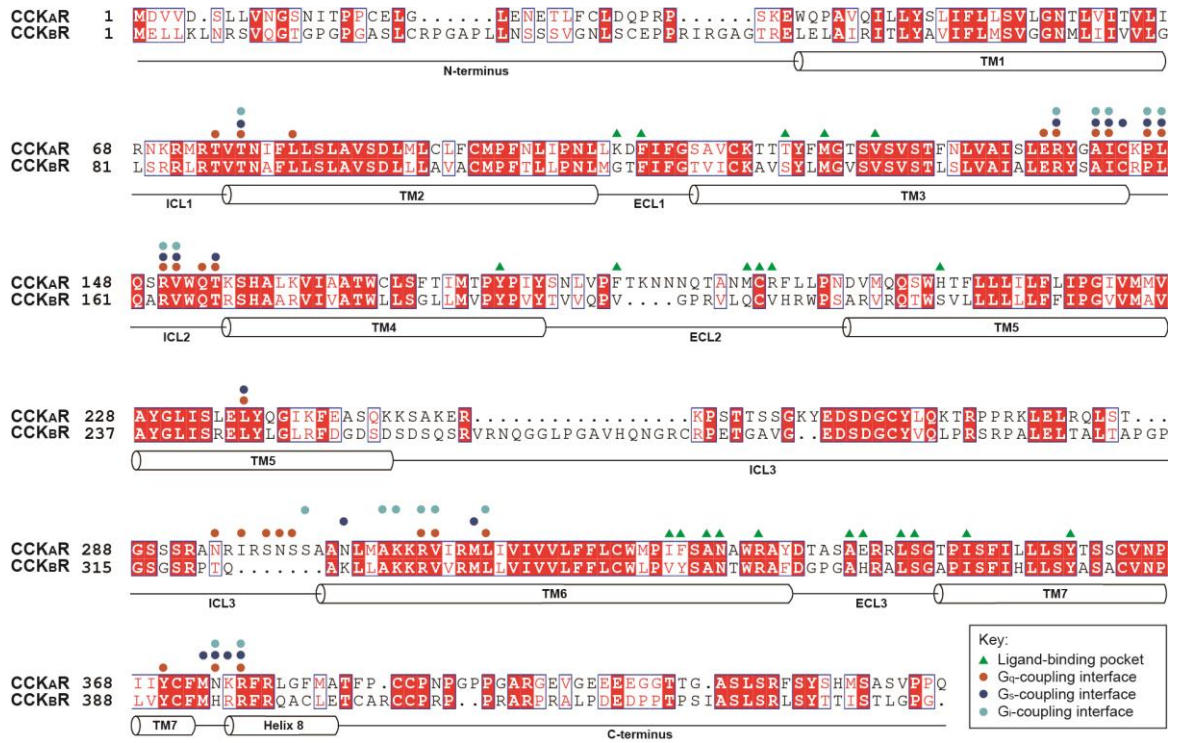 CCKAR 1 MDVVD.SLLVNGSNITPPCELG......LENETLFCLDQPRP.......SKEWQPAVQILLYSLIFLLSVLGNTLVITVLI
CCKBR 1 MELLKLNRSVQGTGPGPGASLCRPGAPLLNSSSVGNLSCEPPRIRGAGTRELELAIRITLYAVIFLMSVGGNMLIIVVLG
N-terminus TM1
CCKAR 68 RNKRMRTVTNIFLLSLAVSDLMLCLFCMPFNLIPNLLKDFIFGSAVCKTTTYFMGTSVSVSTFNLVAISLERYGAICKPL
CCKBR 81 LSRRLRTVTNAFLLSLAVSDLLLAVACMPFTLLPNLMGTFIFGTVICKAVSYLMGVSVSVSTLSLVAIALERYSAICRPL
ICL1 TM2 ECL1 TM3
CCKAR 148 QSRVWQTKSHALKVIAATWCLSFTIMTPYPIYSNLVPFTKNNNQTANMCRFLLPNDVMQQSWHTFLLLILFLIPGIVMMV
CCKBR 161 QARVWQTRSHAARVIVATWLLSGLLMVPYPVYTVVQPV....GPRVLQCVHRWPSARVRQTWSVLLLLLLFFIPGVVMAV
ICL2 TM4 ECL2 TM5
CCKAR 228 AYGLISLELYQGIKFEASQKKSAKER.................KPSTTSSGKYEDSDGCYLQKTRPPRKLELRQLST...
CCKBR 237 AYGLISRELYLGLRFDGDSDSDSQSRVRNQGGLPGAVHQNGRCRPETGAVG..EDSDGCYVQLPRSRPALELTALTAPGP
TM5 ICL3
CCKAR 288 GSSSRANRIRSNSSAANLMAKKRVIRMLIVIVVLFFLCWMPIFSANAWRAYDTASAERRLSGTPISFILLLSYTSSCVNP
CCKBR 315 GSGSRPTQ.......AKLLAKKRVVRMLLVIVVLFFLCWLPVYSANTWRAFDGPGAHRALSGAPISFIHLLSYASACVNP
ICL3 TM6 ECL3 TM7
CCKAR 368 IIYCFMNKRFRLGFMATFP.CCPNPGPPGARGEVGEEEEGGTTG.ASLSRFSYSHMSASVPPQ
CCKBR 388 LVYCFMHRRFRQACLETCARCCPRP..PRARPRALPDEDPPTPSIASLSRLSYTTISTLGPG.
TM7 Helix 8 C-terminus
Key:
Ligand-binding pocket
Gq-coupling interface
Gs-coupling interface
Gi-coupling interface